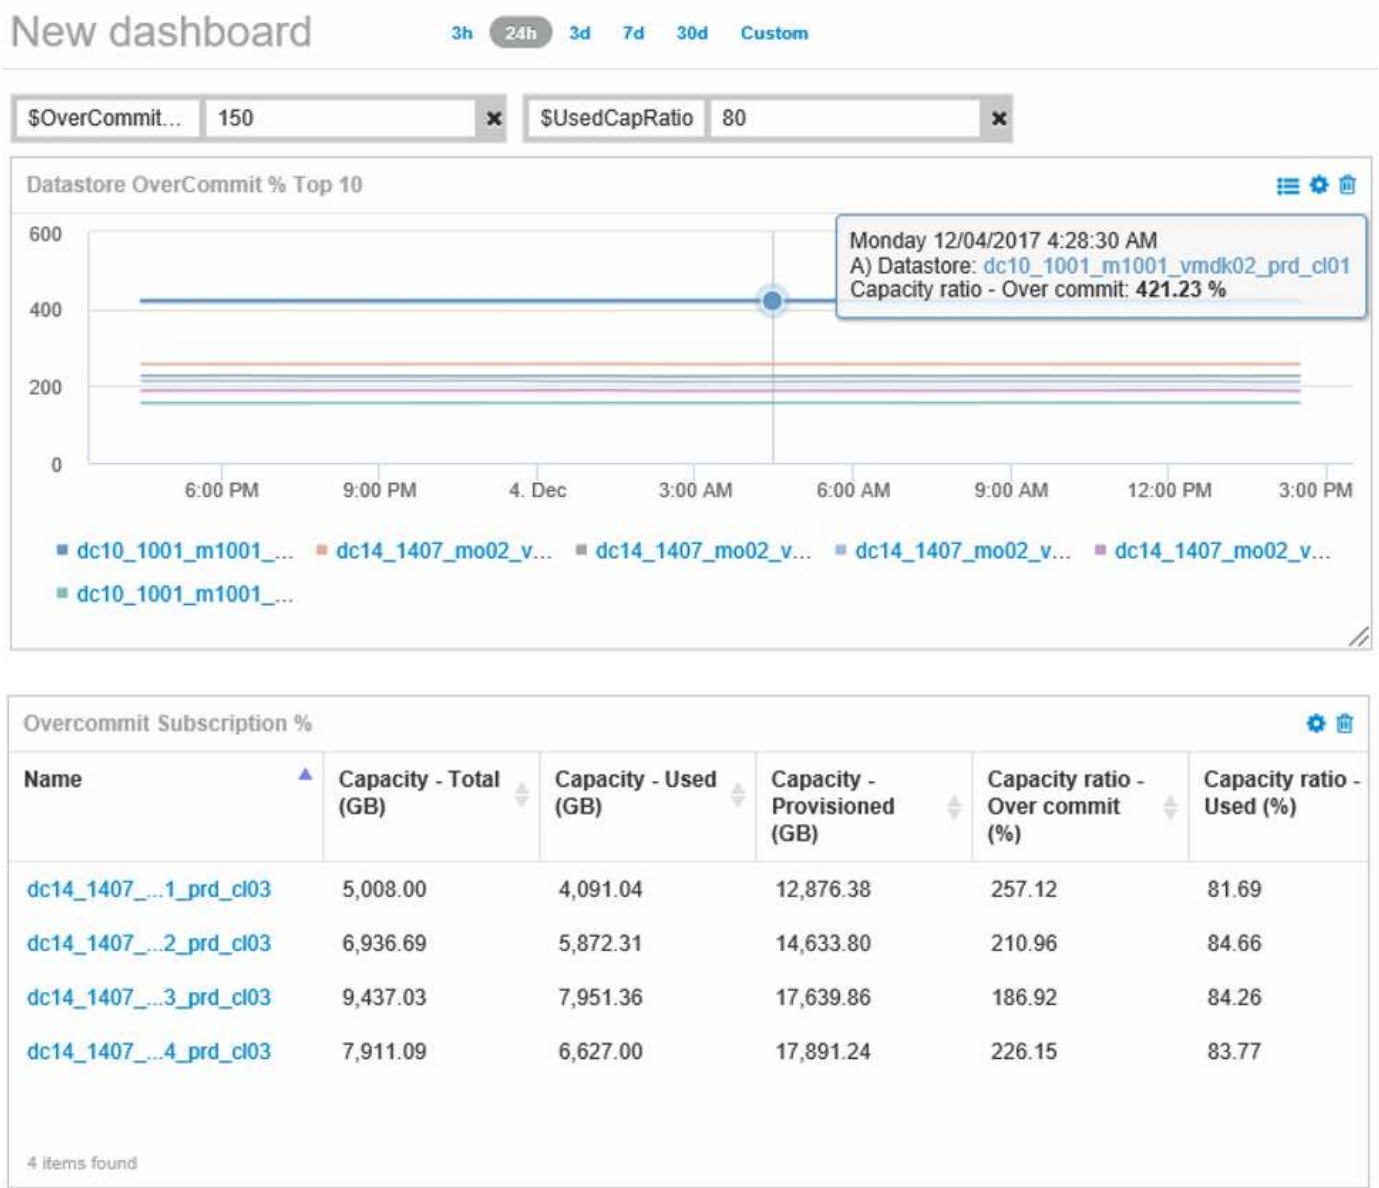 New dashboard 3h 24h 3d 7d 30d Custom
$OverCommit... 150 $UsedCapRatio 80
Datastore OverCommit % Top 10
Monday 12/04/2017 4:28:30 AM
A) Datastore: dc10_1001_m1001_vmdk02_prd_cl01
Capacity ratio - Over commit: 421.23 %
600
400
200
0
6:00 PM 9:00 PM 4. Dec 3:00 AM 6:00 AM 9:00 AM 12:00 PM 3:00 PM
dc10_1001_m1001_... dc14_1407_mo02_v... dc14_1407_mo02_v... dc14_1407_mo02_v... dc14_1407_mo02_v...
dc10_1001_m1001_...
Overcommit Subscription %
Name Capacity - Total Capacity - Used Capacity - Capacity ratio - Capacity ratio -
(GB) (GB) Provisioned Over commit Used (%)
(GB) (%)
dc14_1407_...1_prd_cl03 5,008.00 4,091.04 12,876.38 257.12 81.69
dc14_1407_...2_prd_cl03 6,936.69 5,872.31 14,633.80 210.96 84.66
dc14_1407_...3_prd_cl03 9,437.03 7,951.36 17,639.86 186.92 84.26
dc14_1407_...4_prd_cl03 7,911.09 6,627.00 17,891.24 226.15 83.77
4 items found